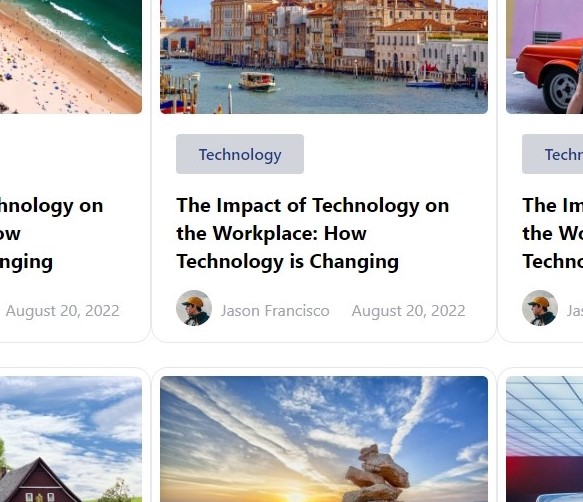 Technology
Techn
hnology on
ow
nging
The Impact of Technology on
the Workplace: How
Technology is Changing
The Im
the Wo
Techno
August 20, 2022
Jason Francisco
August 20, 2022
Jas